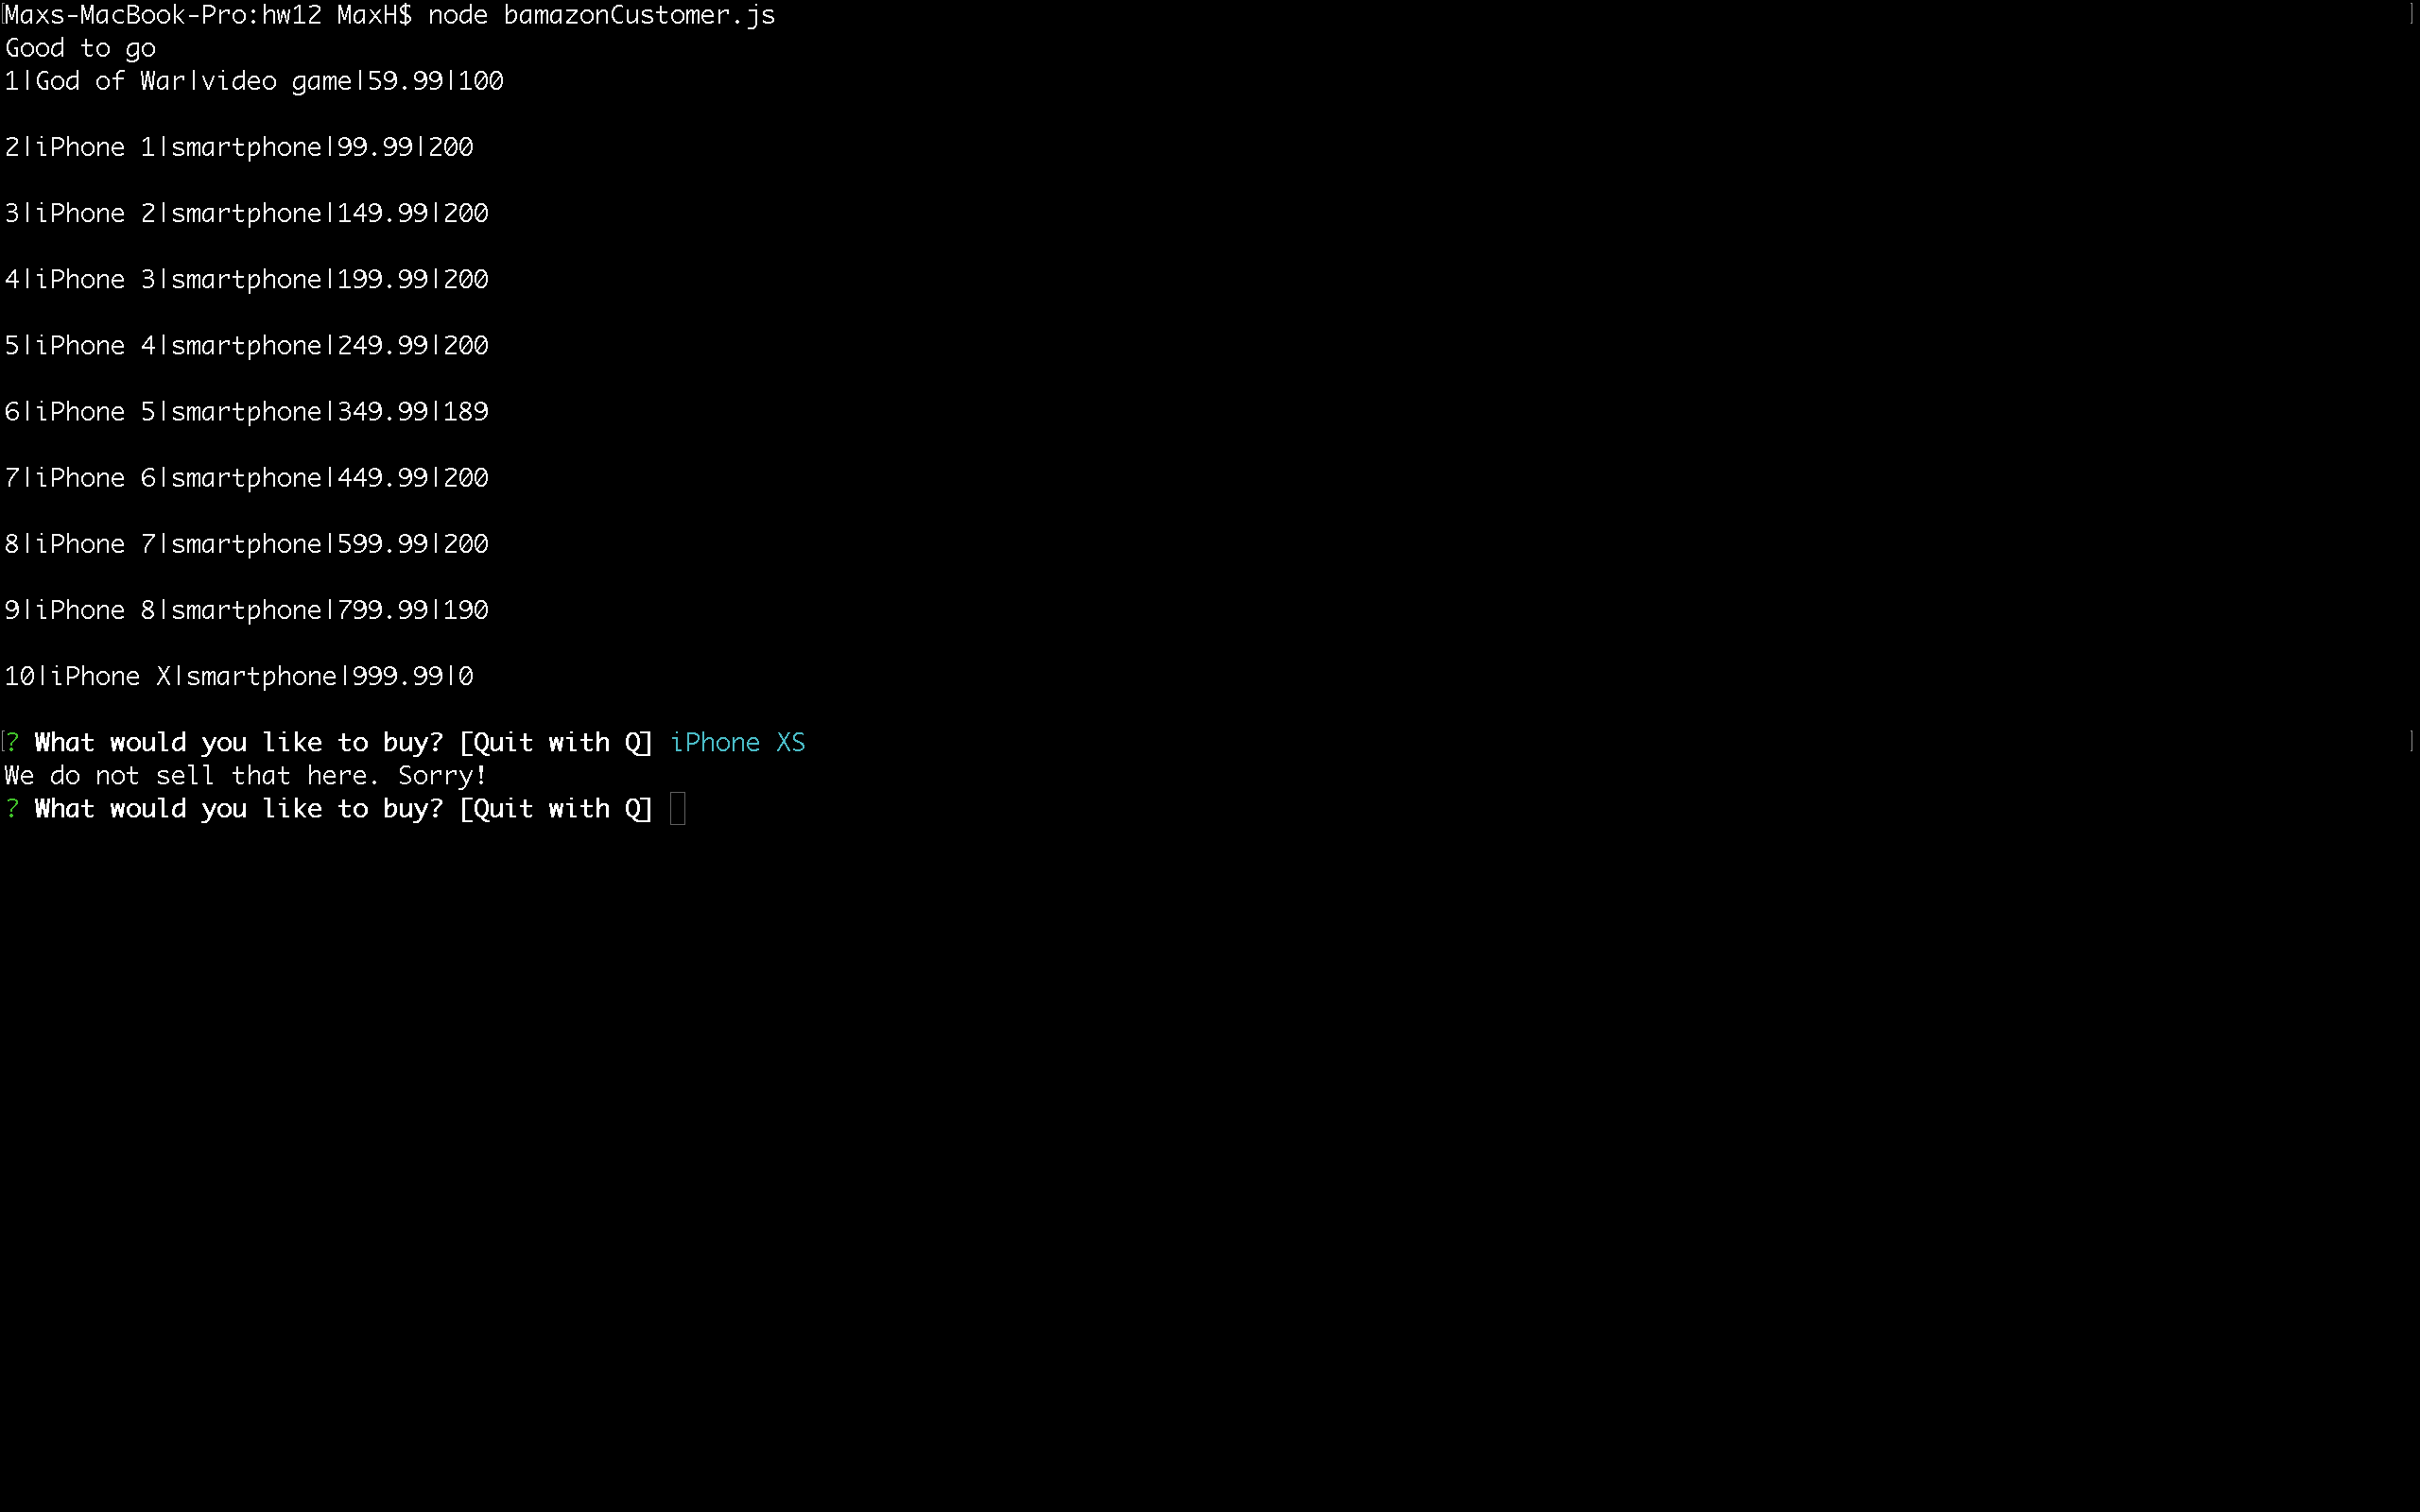 Maxs-MacBook-Pro:hw12 MaxH$ node bamazonCustomer.js
Good to go
1|God of War|video game|59.99|100
2|iPhone 1|smartphone|99.99|200
3|iPhone 2|smartphone|149.99|200
4|iPhone 3|smartphone|199.99|200
5|iPhone 4|smartphone|249.99|200
6|iPhone 5|smartphone|349.99|189
7|iPhone 6|smartphone|449.99|200
8|iPhone 7|smartphone|599.99|200
9|iPhone 8|smartphone|799.99|190
10|iPhone X|smartphone|999.99|0
? What would you like to buy? [Quit with Q] iPhone XS
We do not sell that here. Sorry!
? What would you like to buy? [Quit with Q]